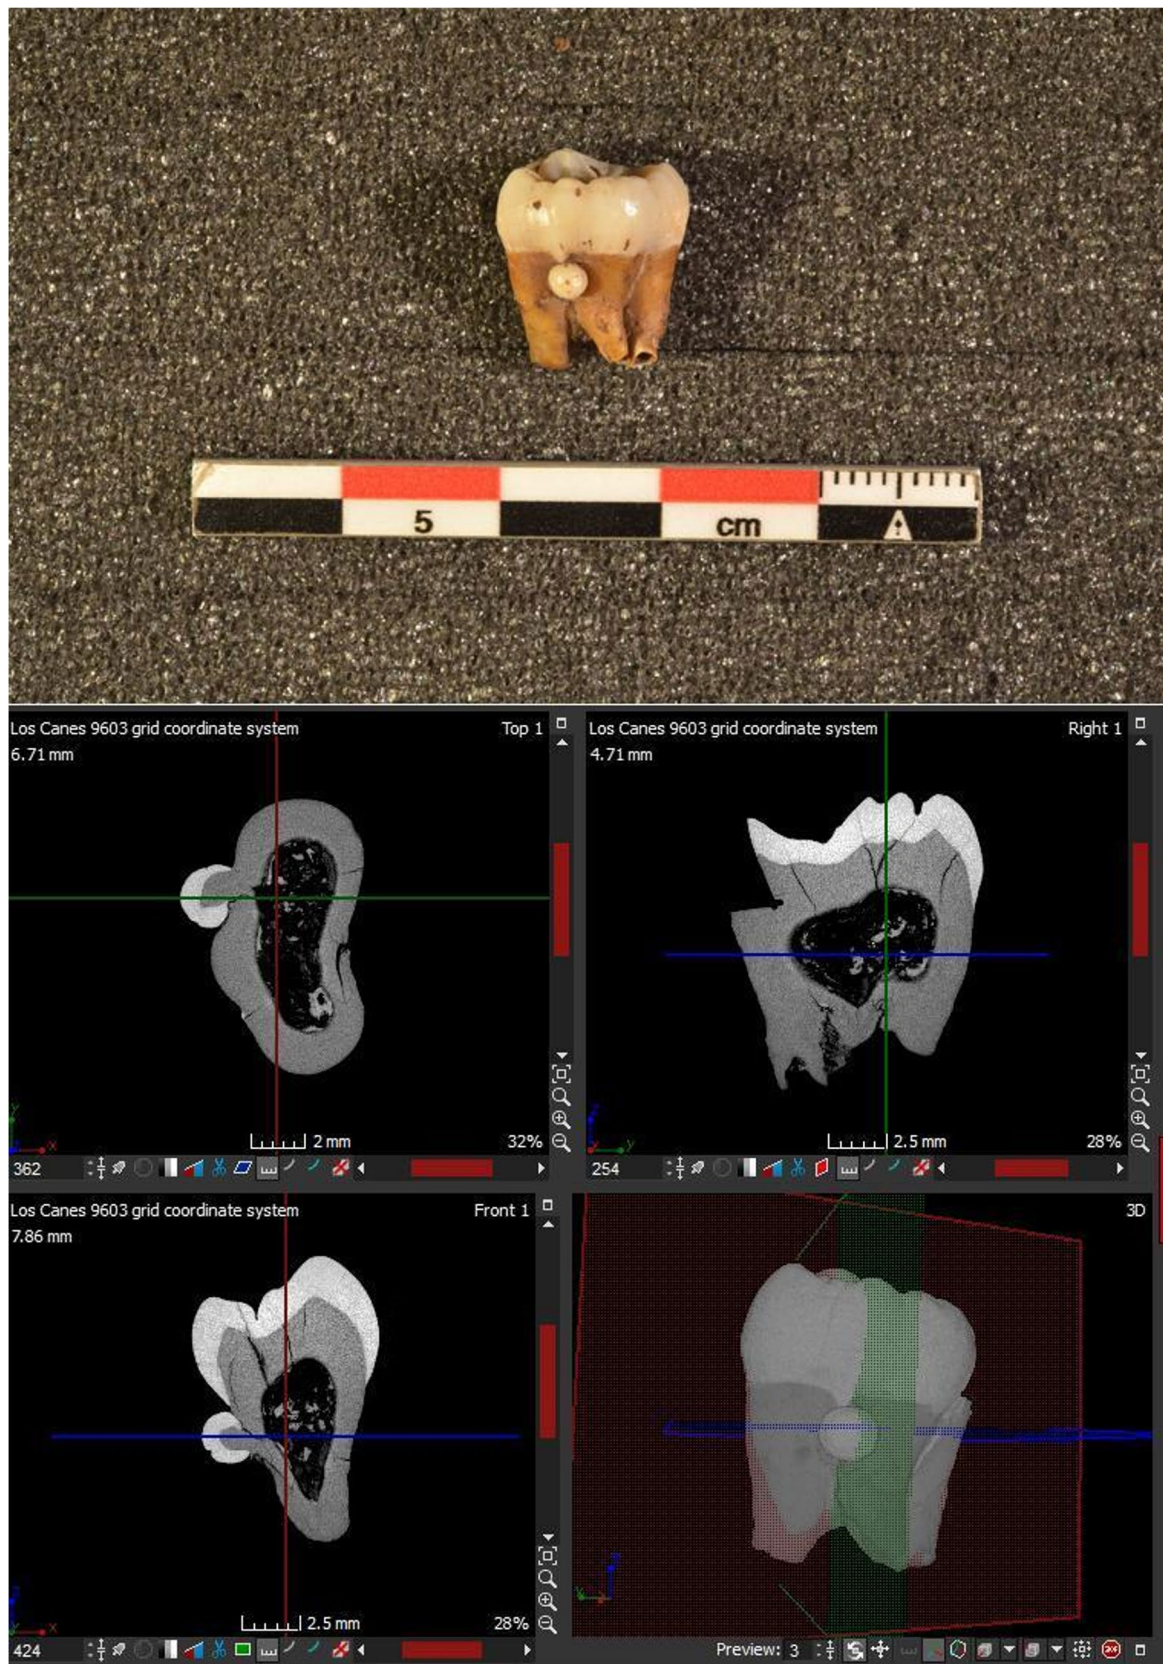 5 cm
Los Canes 9603 grid coordinate system Top 1
6.71 mm
2 mm 32%
362
Los Canes 9603 grid coordinate system Right 1
4.71 mm
2.5 mm 28%
254
Los Canes 9603 grid coordinate system Front 1
7.86 mm
2.5 mm 28%
424
3D
Preview: 3